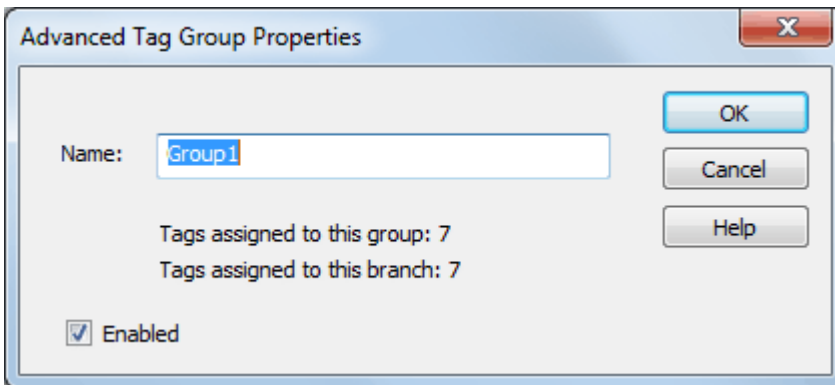 Advanced Tag Group Properties
Name: Group1
OK
Cancel
Tags assigned to this group: 7
Help
Tags assigned to this branch: 7
Enabled